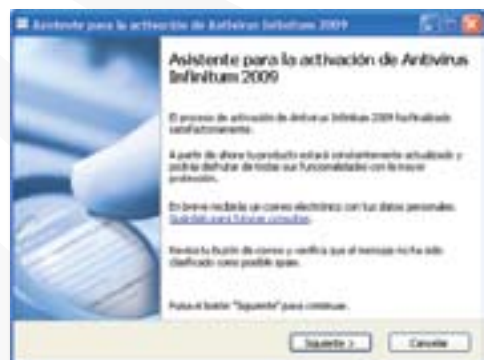 Asistente para la activación de Antivirus Infinitum 2009
Asistente para la activación de Antivirus
Infinitum 2009
El proceso de activación de Antivirus Infinitum 2009 ha finalizado
satisfactoriamente.
A partir de ahora tu producto estará constantemente actualizado y
podrás disfrutar de todas sus funcionalidades con la mayor
protección.
En breve recibirás un correo electrónico con tus datos personales.
Guárdalo para futuras consultas.
Revisa tu buzón de correo y verifica que el mensaje no ha sido
clasificado como posible spam.
Pulsa el botón "Siguiente" para continuar.
Siguiente >
Cancelar